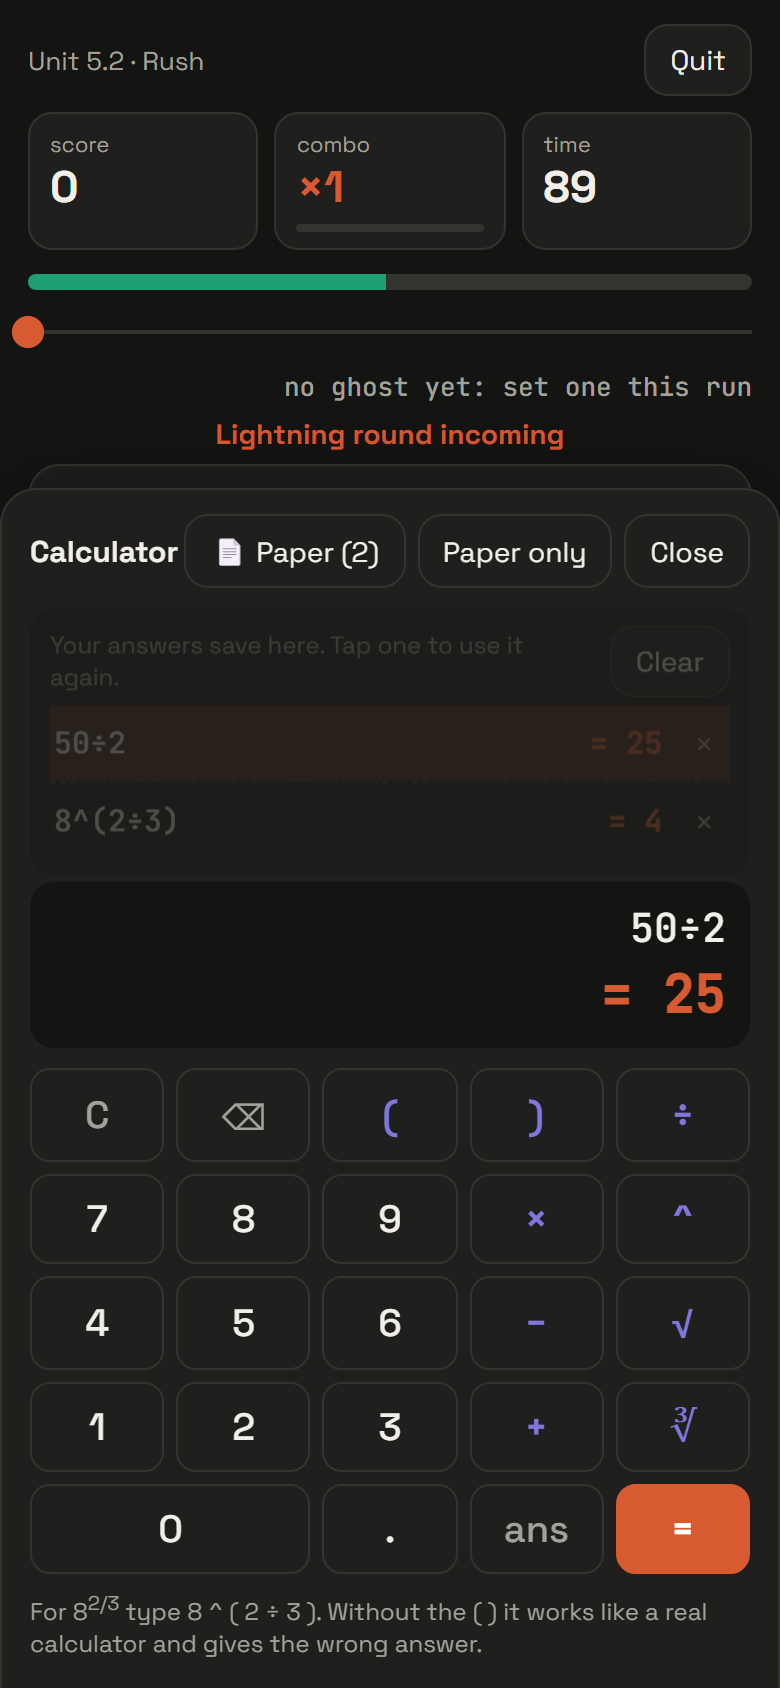 Unit 5.2 · Rush
Quit
score
0
combo
×1
time
89
no ghost yet: set one this run
Lightning round incoming
Calculator
📄 Paper (2)
Paper only
Close
Your answers save here. Tap one to use it
again.
Clear
50÷2 = 25 ×
8^(2÷3) = 4 ×
50÷2
= 25
C ⌫ ( ) ÷
7 8 9 × ^
4 5 6 − √
1 2 3 + ∛
0 . ans =
For 8^2/3 type 8 ^ ( 2 ÷ 3 ). Without the ( ) it works like a real
calculator and gives the wrong answer.